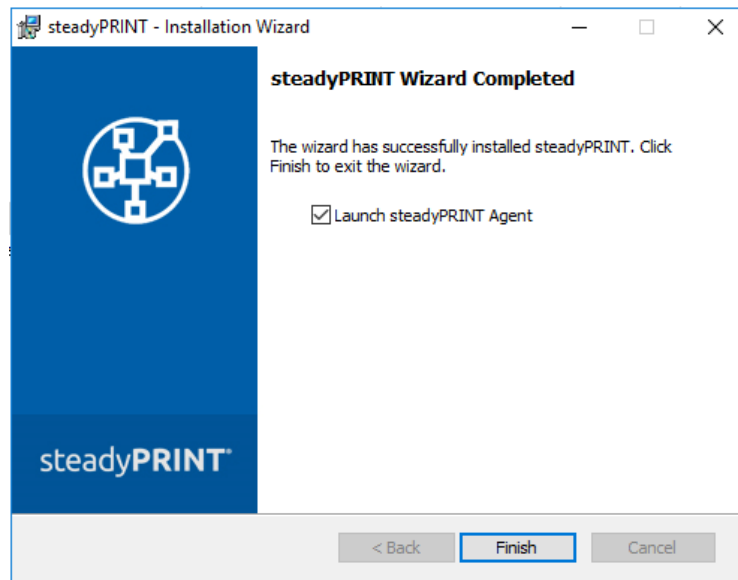 steadyPRINT - Installation Wizard
steadyPRINT Wizard Completed
The wizard has successfully installed steadyPRINT. Click
Finish to exit the wizard.
Launch steadyPRINT Agent
steadyPRINT®
< Back
Finish
Cancel